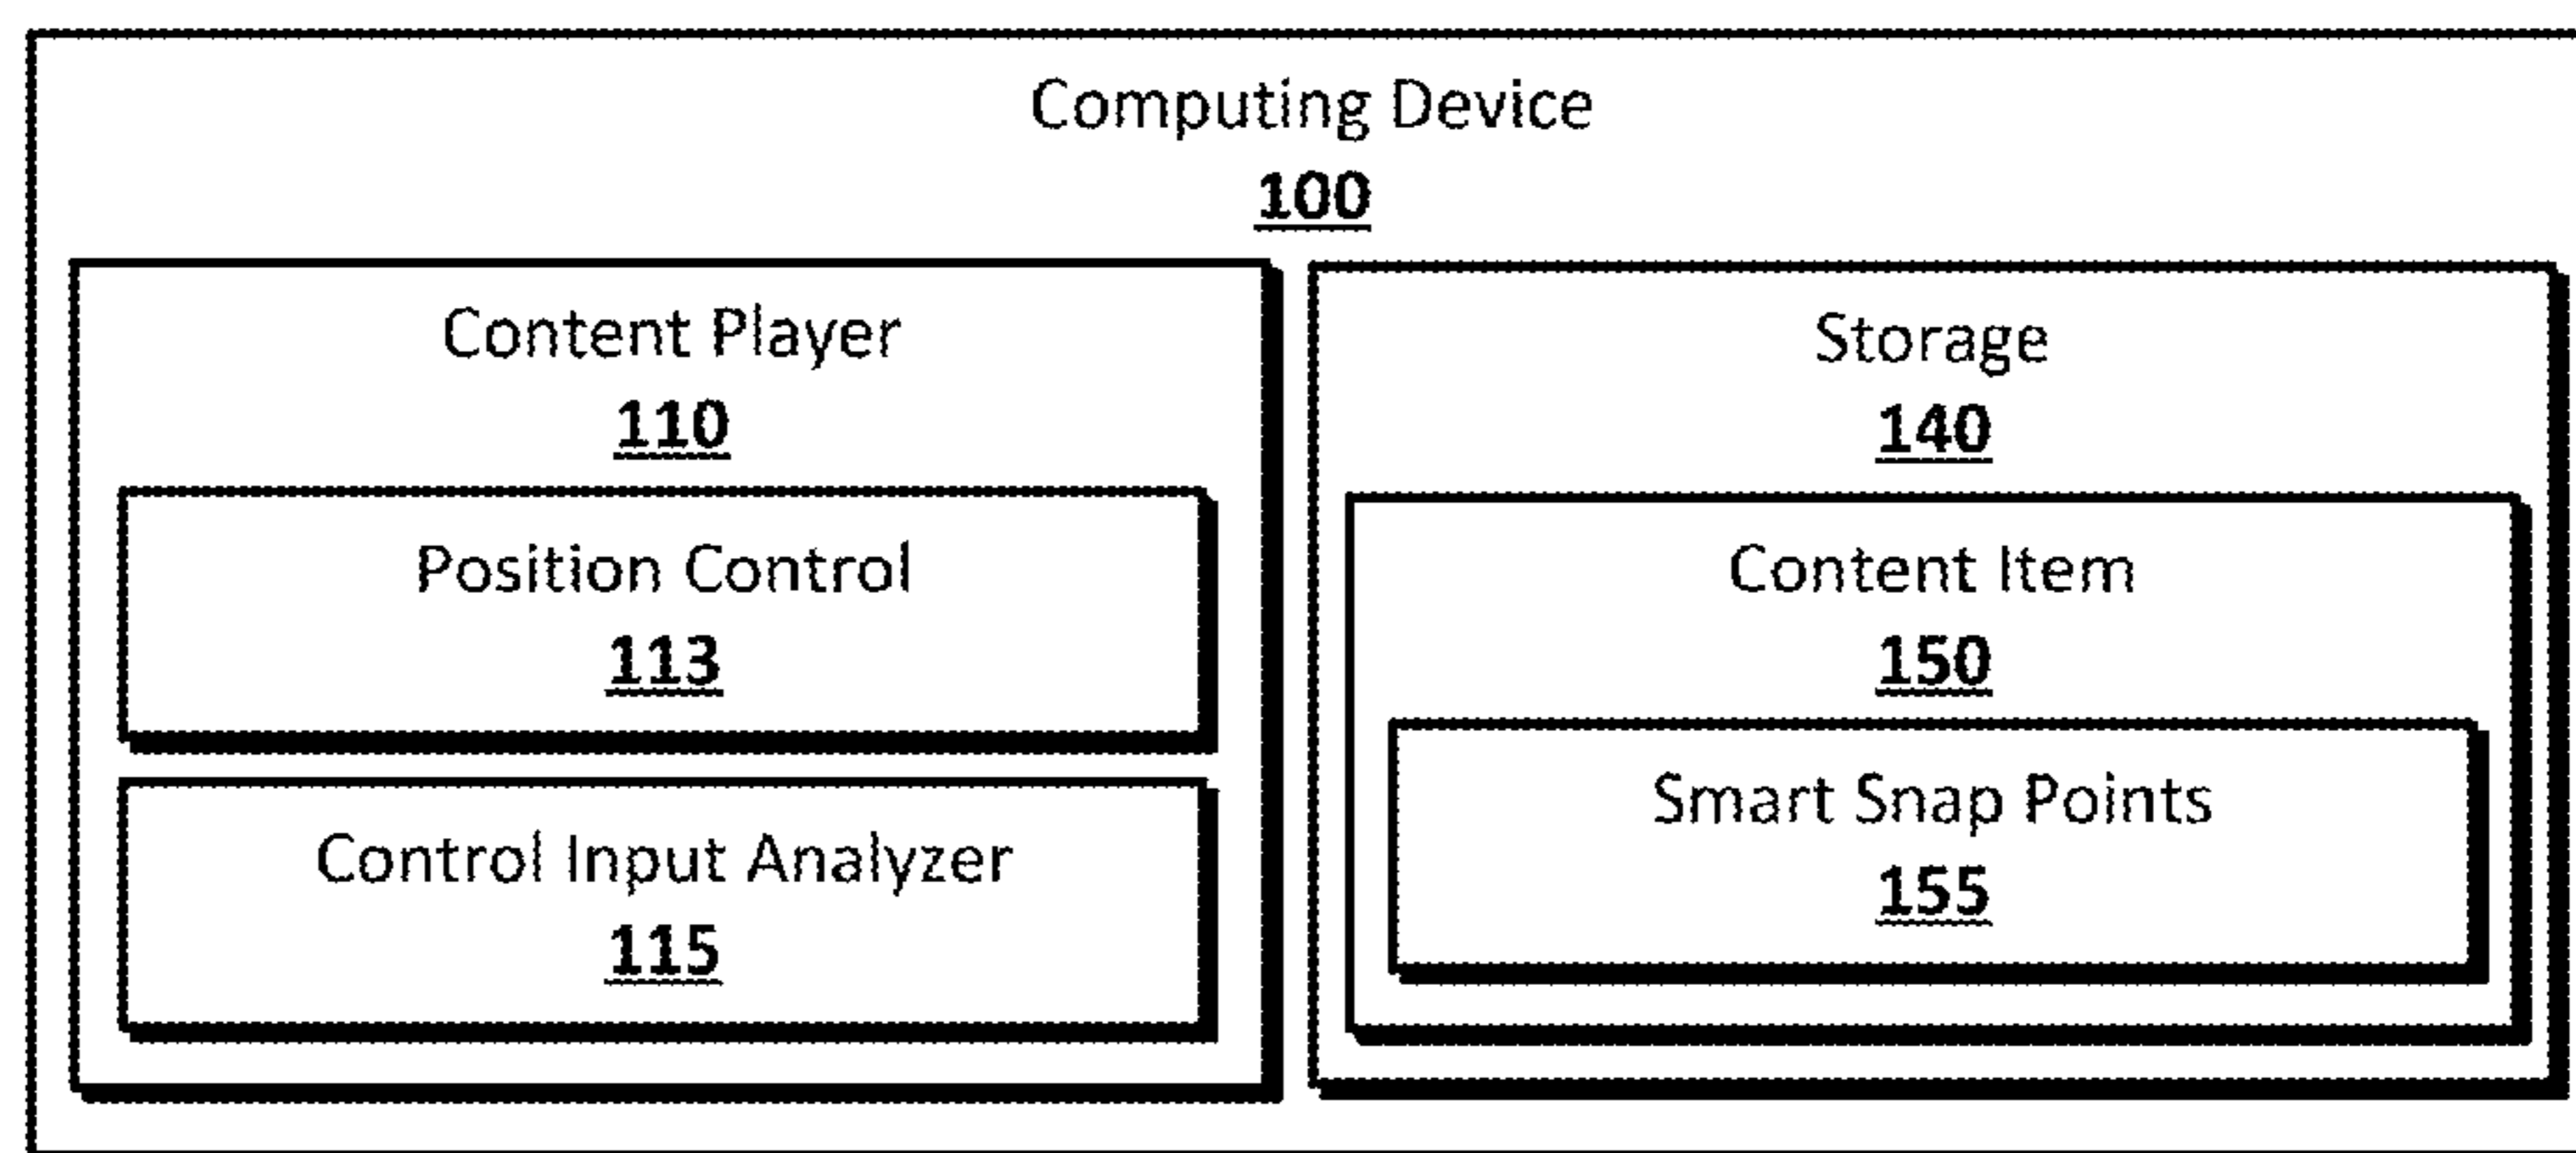 Computing Device
100
Content Player
110
Position Control
113
Control Input Analyzer
115
Storage
140
Content Item
150
Smart Snap Points
155